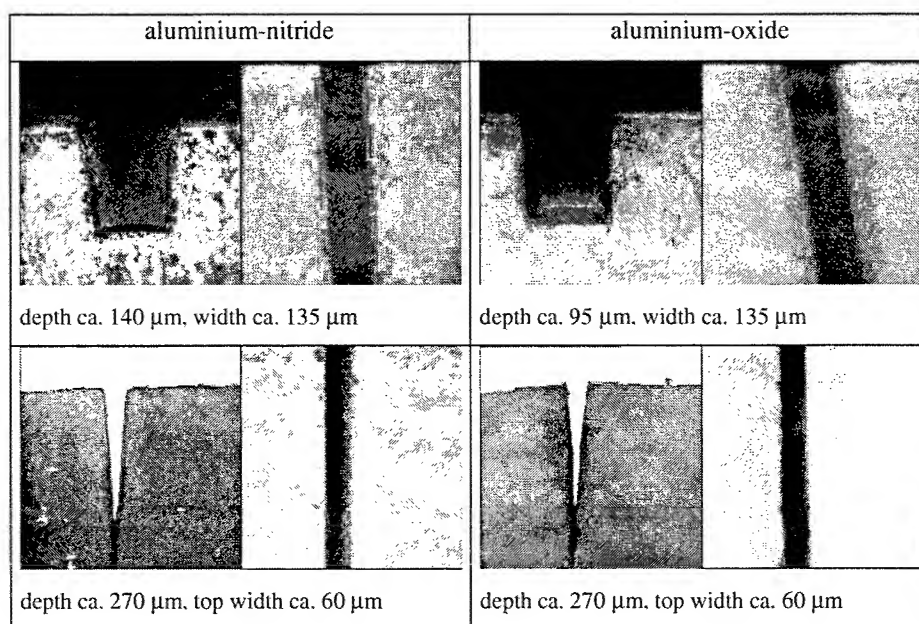 aluminium-nitride
aluminium-oxide
depth ca. 140 µm, width ca. 135 µm
depth ca. 95 µm, width ca. 135 µm
depth ca. 270 µm, top width ca. 60 µm
depth ca. 270 µm, top width ca. 60 µm